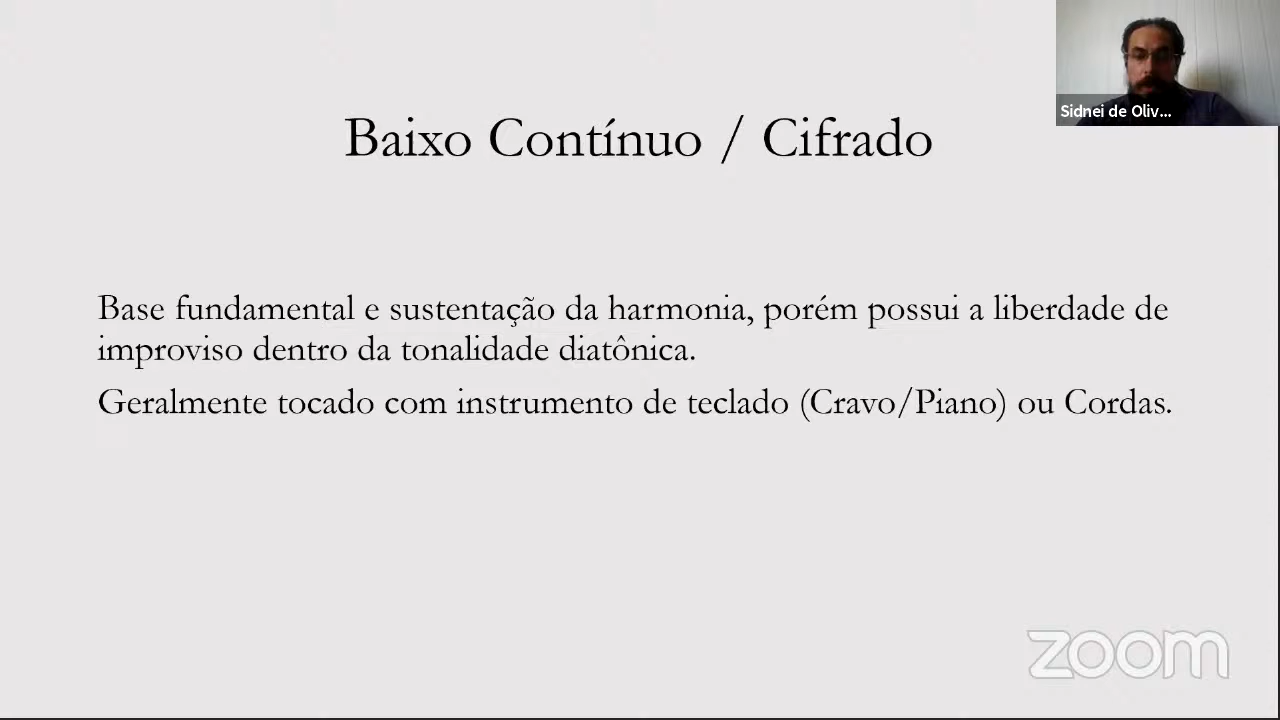 Sidnei de Oliv...
Baixo Contínuo / Cifrado
Base fundamental e sustentação da harmonia, porém possui a liberdade de
improviso dentro da tonalidade diatônica.
Geralmente tocado com instrumento de teclado (Cravo/Piano) ou Cordas.
zoom